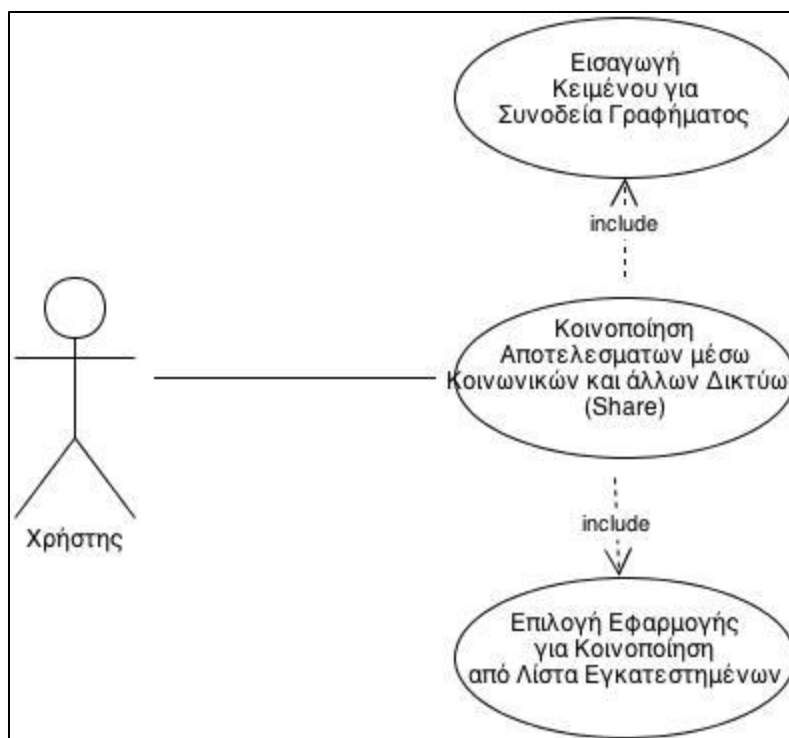 Εισαγωγή
Κειμένου για
Συνοδεία Γραφήματος
include
Κοινοποίηση
Αποτελεσματων μέσω
Κοινωνικών και άλλων Δικτύων
(Share)
Χρήστης
include
Επιλογή Εφαρμογής
για Κοινοποίηση
από Λίστα Εγκατεστημένων